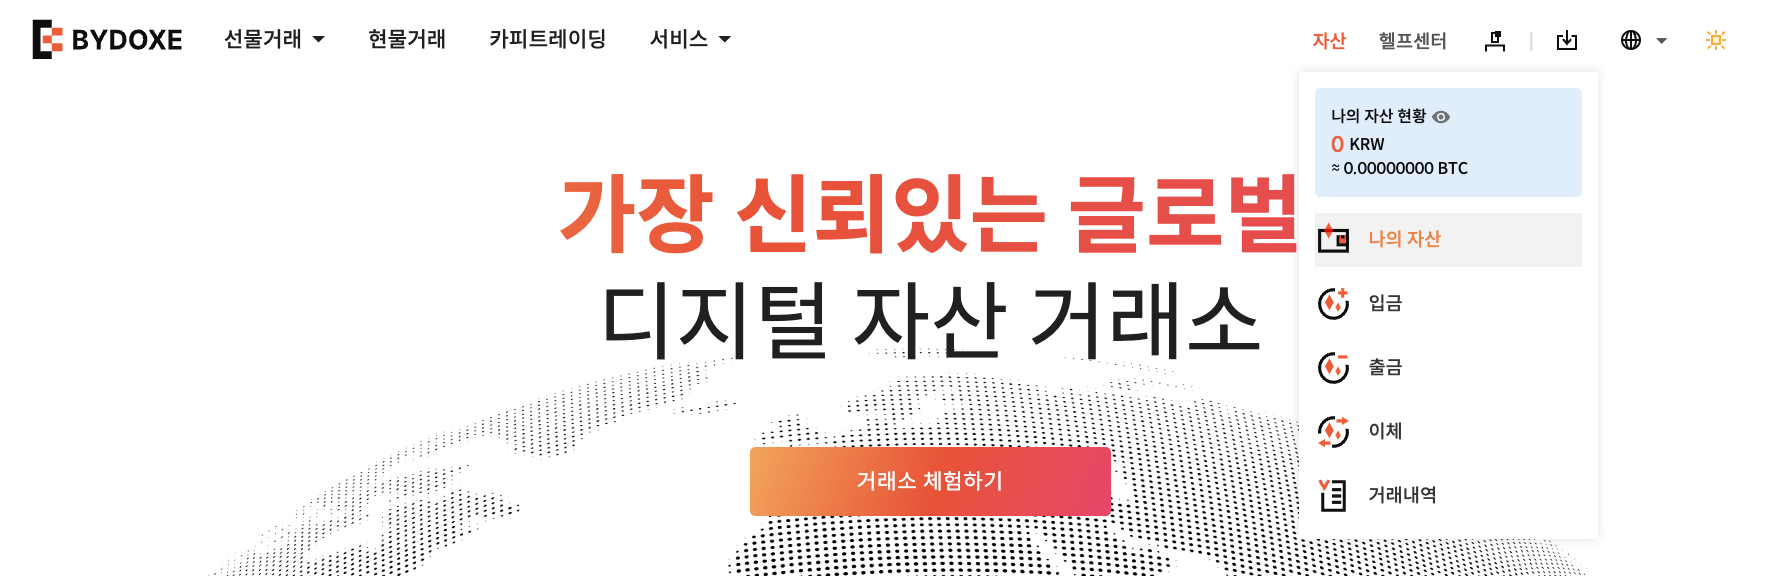 BYDOXE 선물거래 현물거래 카피트레이딩 서비스 자산 헬프센터
나의 자산 현황
0 KRW
≈ 0.00000000 BTC
가장 신뢰있는 글로벌
디지털 자산 거래소
거래소 체험하기
나의 자산
입금
출금
이체
거래내역